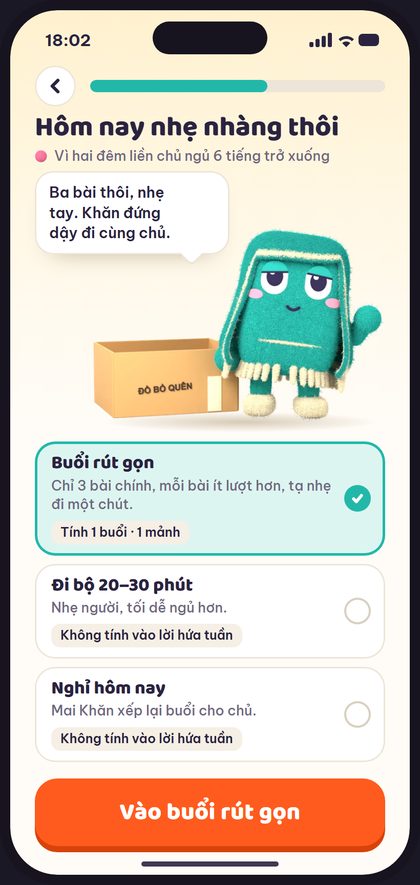 18:02
Hôm nay nhẹ nhàng thôi
Vì hai đêm liền chủ ngủ 6 tiếng trở xuống
Ba bài thôi, nhẹ
tay. Khăn đứng
dậy đi cùng chủ.
ĐỒ BỎ QUÊN
Buổi rút gọn
Chỉ 3 bài chính, mỗi bài ít lượt hơn, tạ nhẹ
đi một chút.
Tính 1 buổi · 1 mảnh
Đi bộ 20–30 phút
Nhẹ người, tối dễ ngủ hơn.
Không tính vào lời hứa tuần
Nghỉ hôm nay
Mai Khăn xếp lại buổi cho chủ.
Không tính vào lời hứa tuần
Vào buổi rút gọn